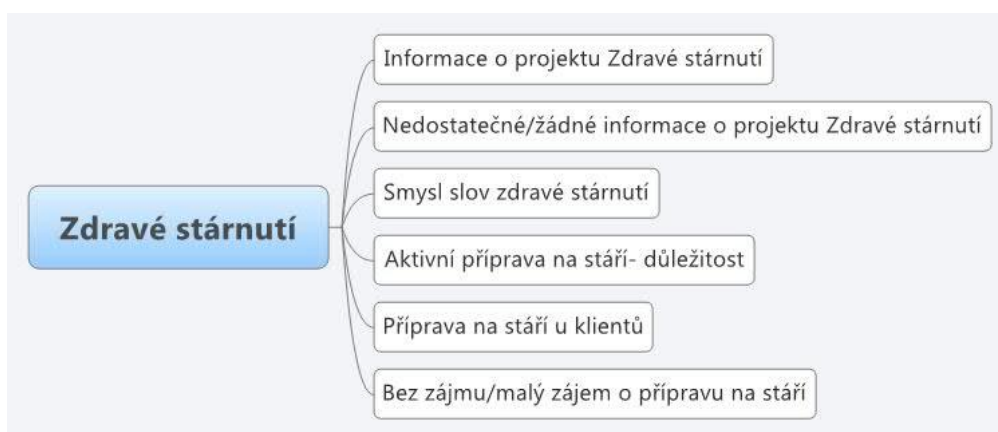 Zdravé stárnutí
Informace o projektu Zdravé stárnutí
Nedostatečné/žádné informace o projektu Zdravé stárnutí
Smysl slov zdravé stárnutí
Aktivní příprava na stáří- důležitost
Příprava na stáří u klientů
Bez zájmu/malý zájem o přípravu na stáří